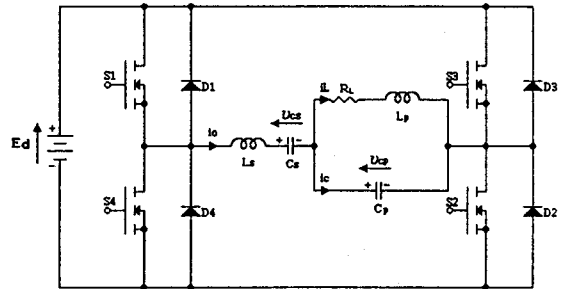 S1
D1
S3
D3
iL
RL
Lp
Ucs
Ed
+
-
io
Ls
+
-
Cs
Ucp
ic
+
-
Cp
S4
D4
S2
D2